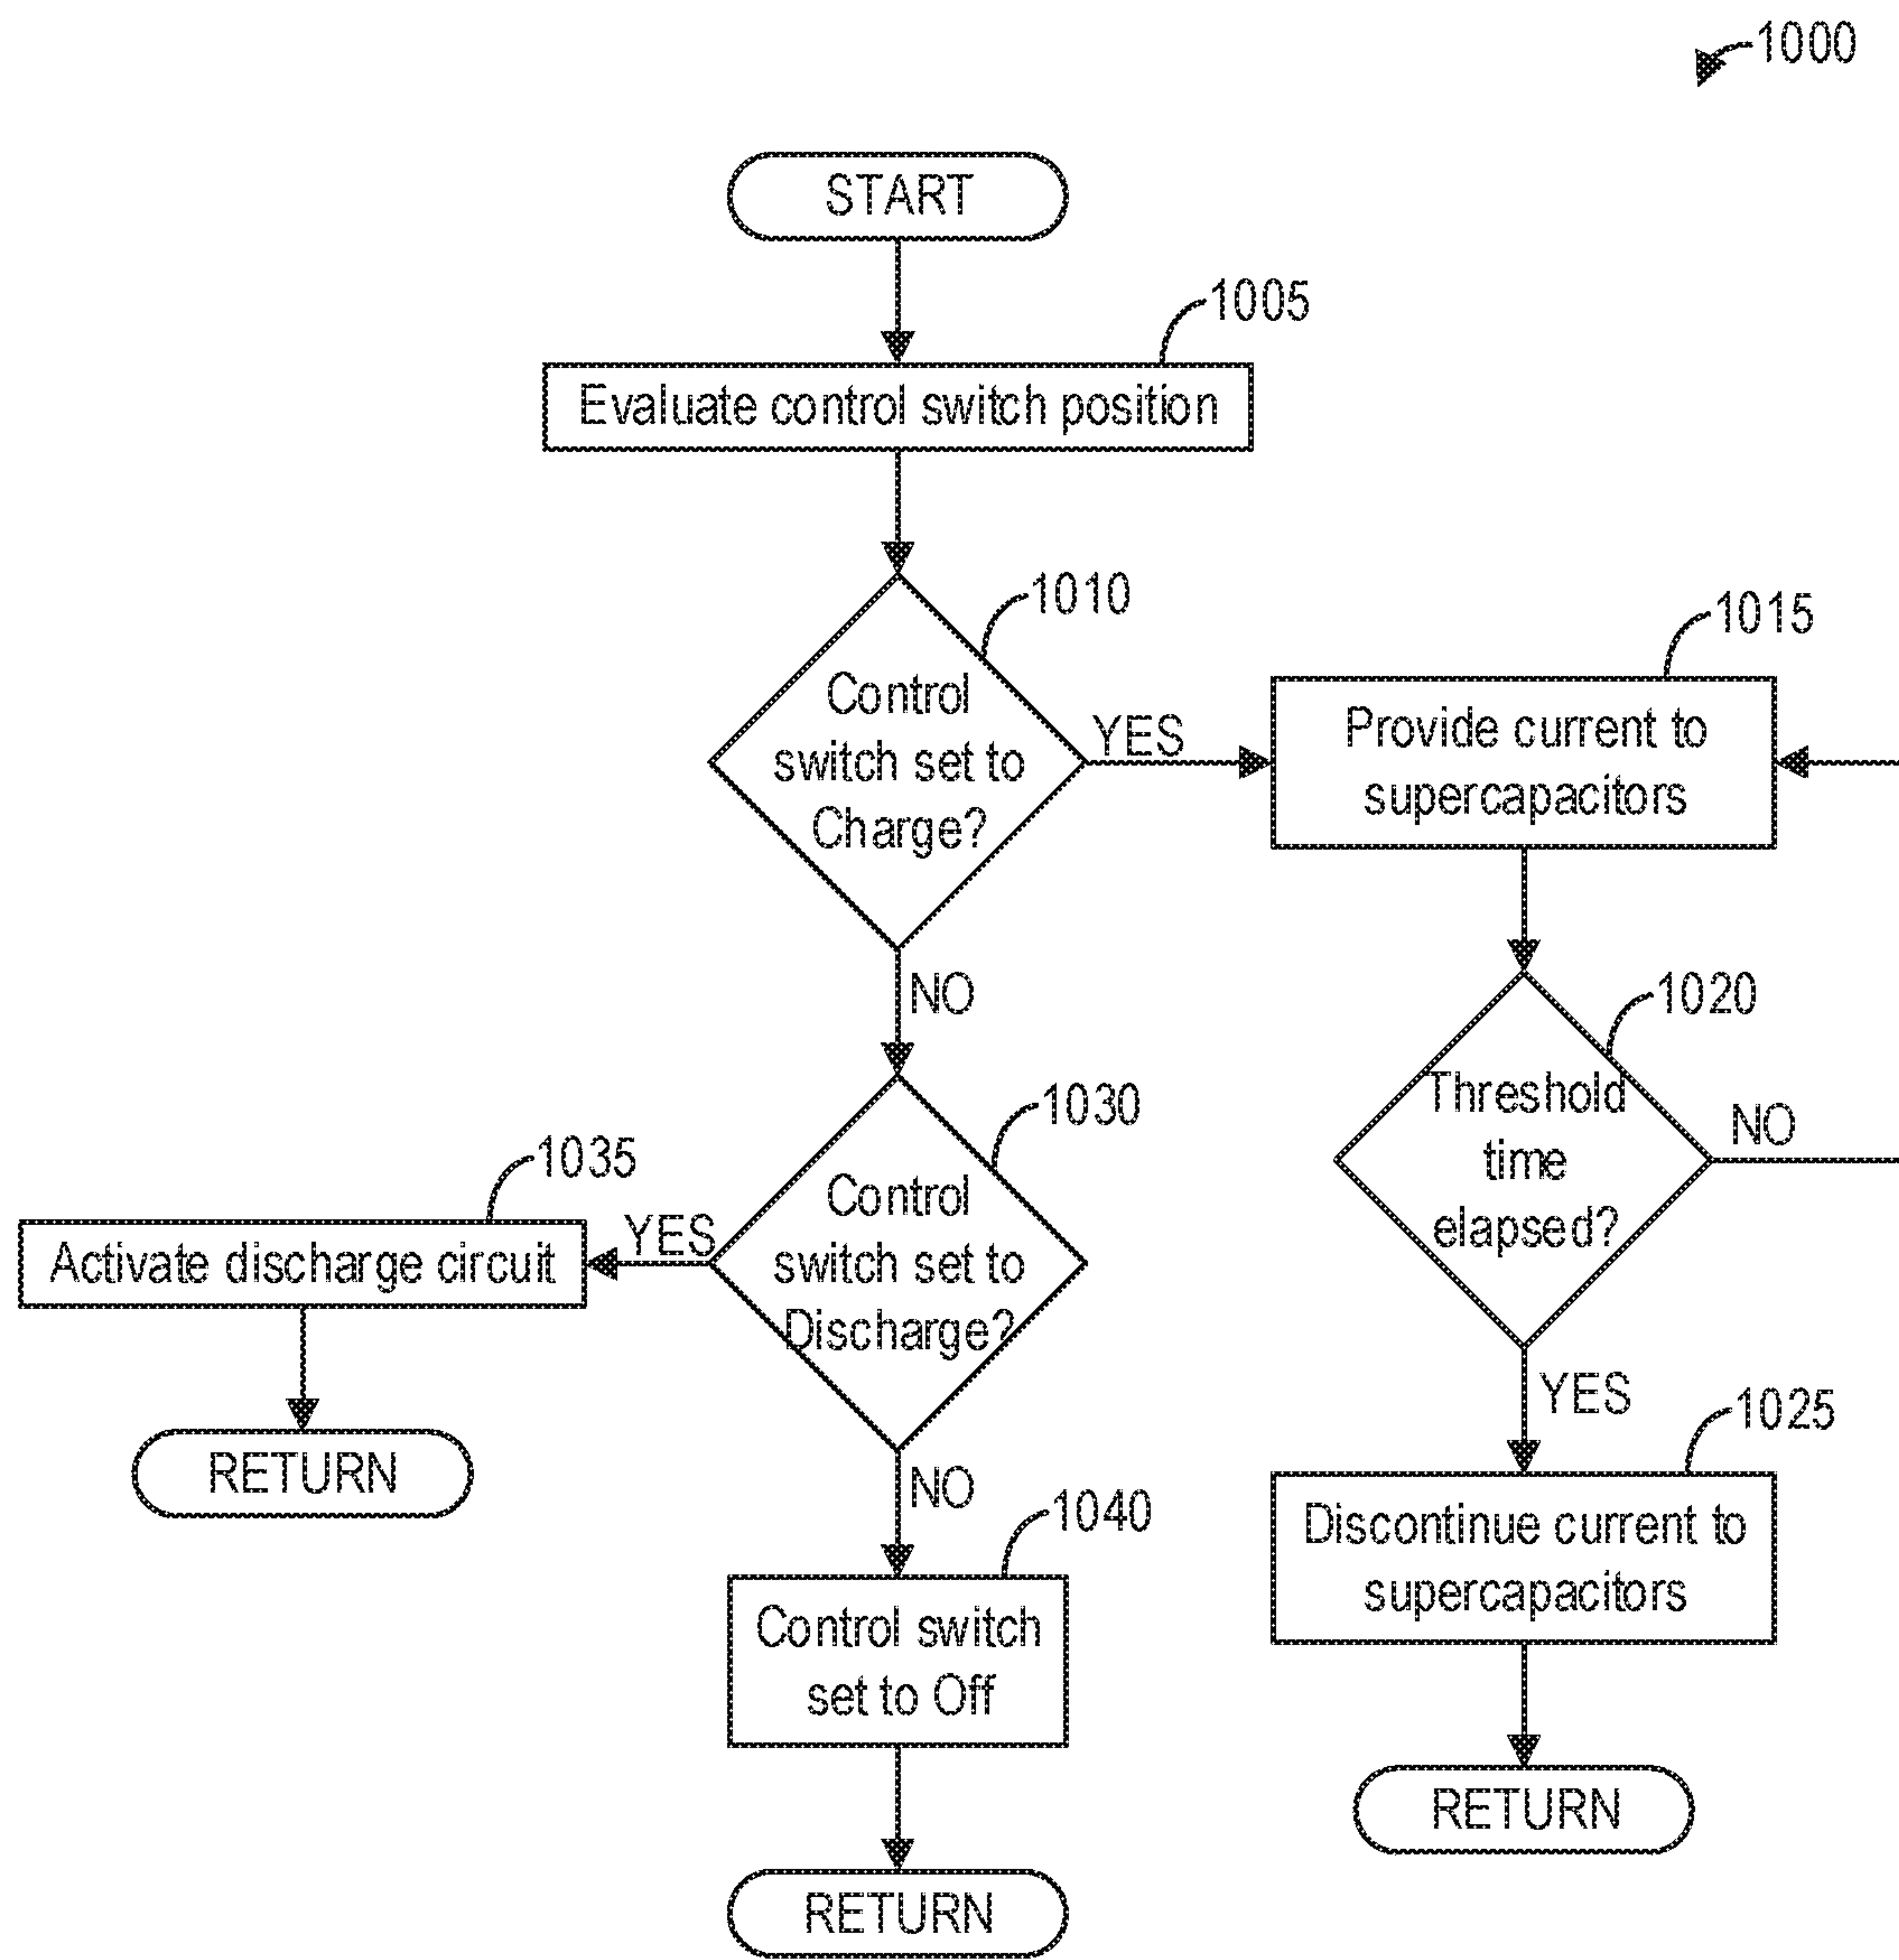 1000
START
1005
Evaluate control switch position
1010
Control
switch set to
Charge?
YES
1015
Provide current to
supercapacitors
NO
1020
Threshold
time
elapsed?
NO
YES
1025
Discontinue current to
supercapacitors
RETURN
1030
Control
switch set to
Discharge?
YES
1035
Activate discharge circuit
RETURN
NO
1040
Control switch
set to Off
RETURN